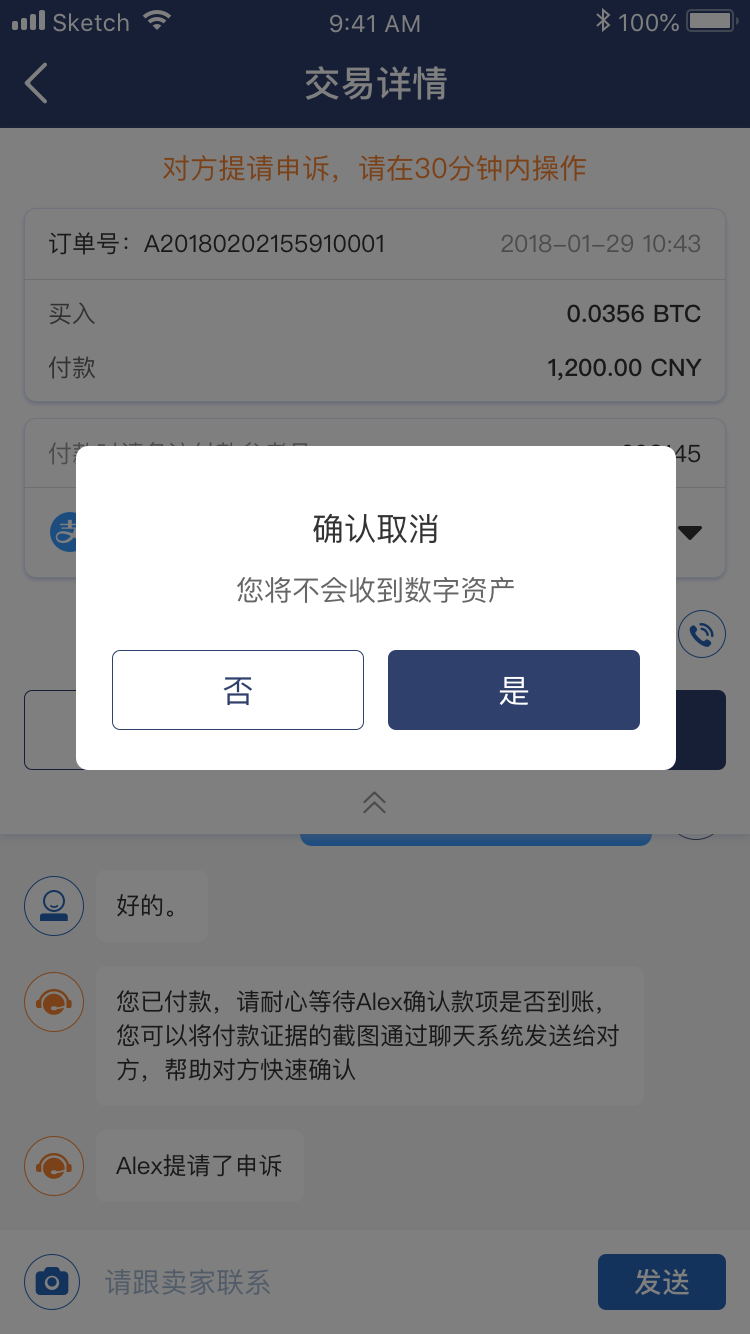 Sketch 9:41 AM 100%
交易详情
对方提请申诉，请在30分钟内操作
订单号：A20180202155910001 2018-01-29 10:43
买入 0.0356 BTC
付款 1,200.00 CNY
确认取消
您将不会收到数字资产
否 是
好的。
您已付款，请耐心等待Alex确认款项是否到账，
您可以将付款证据的截图通过聊天系统发送给对
方，帮助对方快速确认
Alex提请了申诉
请跟卖家联系 发送